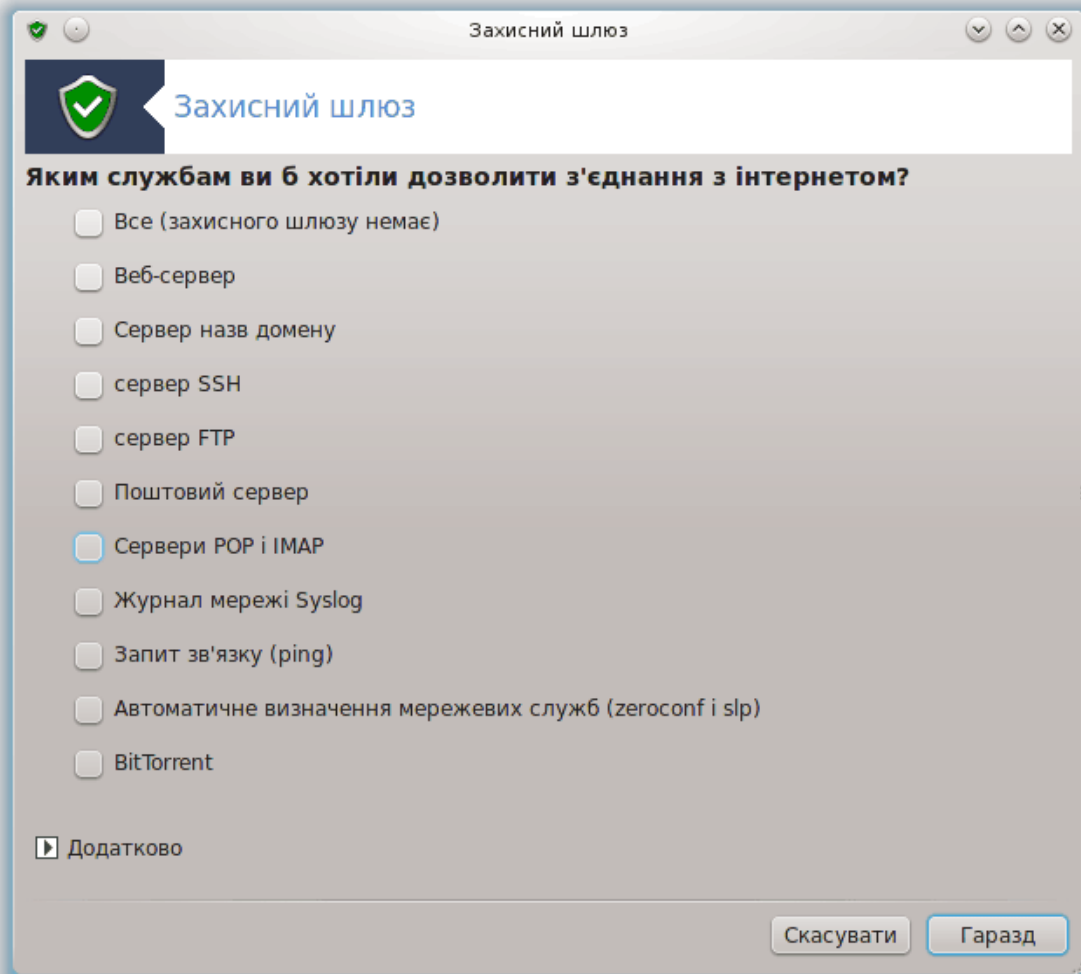 Захисний шлюз
Захисний шлюз
Яким службам ви б хотіли дозволити з'єднання з інтернетом?
Все (захисного шлюзу немає)
Веб-сервер
Сервер назв домену
сервер SSH
сервер FTP
Поштовий сервер
Сервери POP і IMAP
Журнал мережі Syslog
Запит зв'язку (ping)
Автоматичне визначення мережевих служб (zeroconf і slp)
BitTorrent
Додатково
Скасувати Гаразд